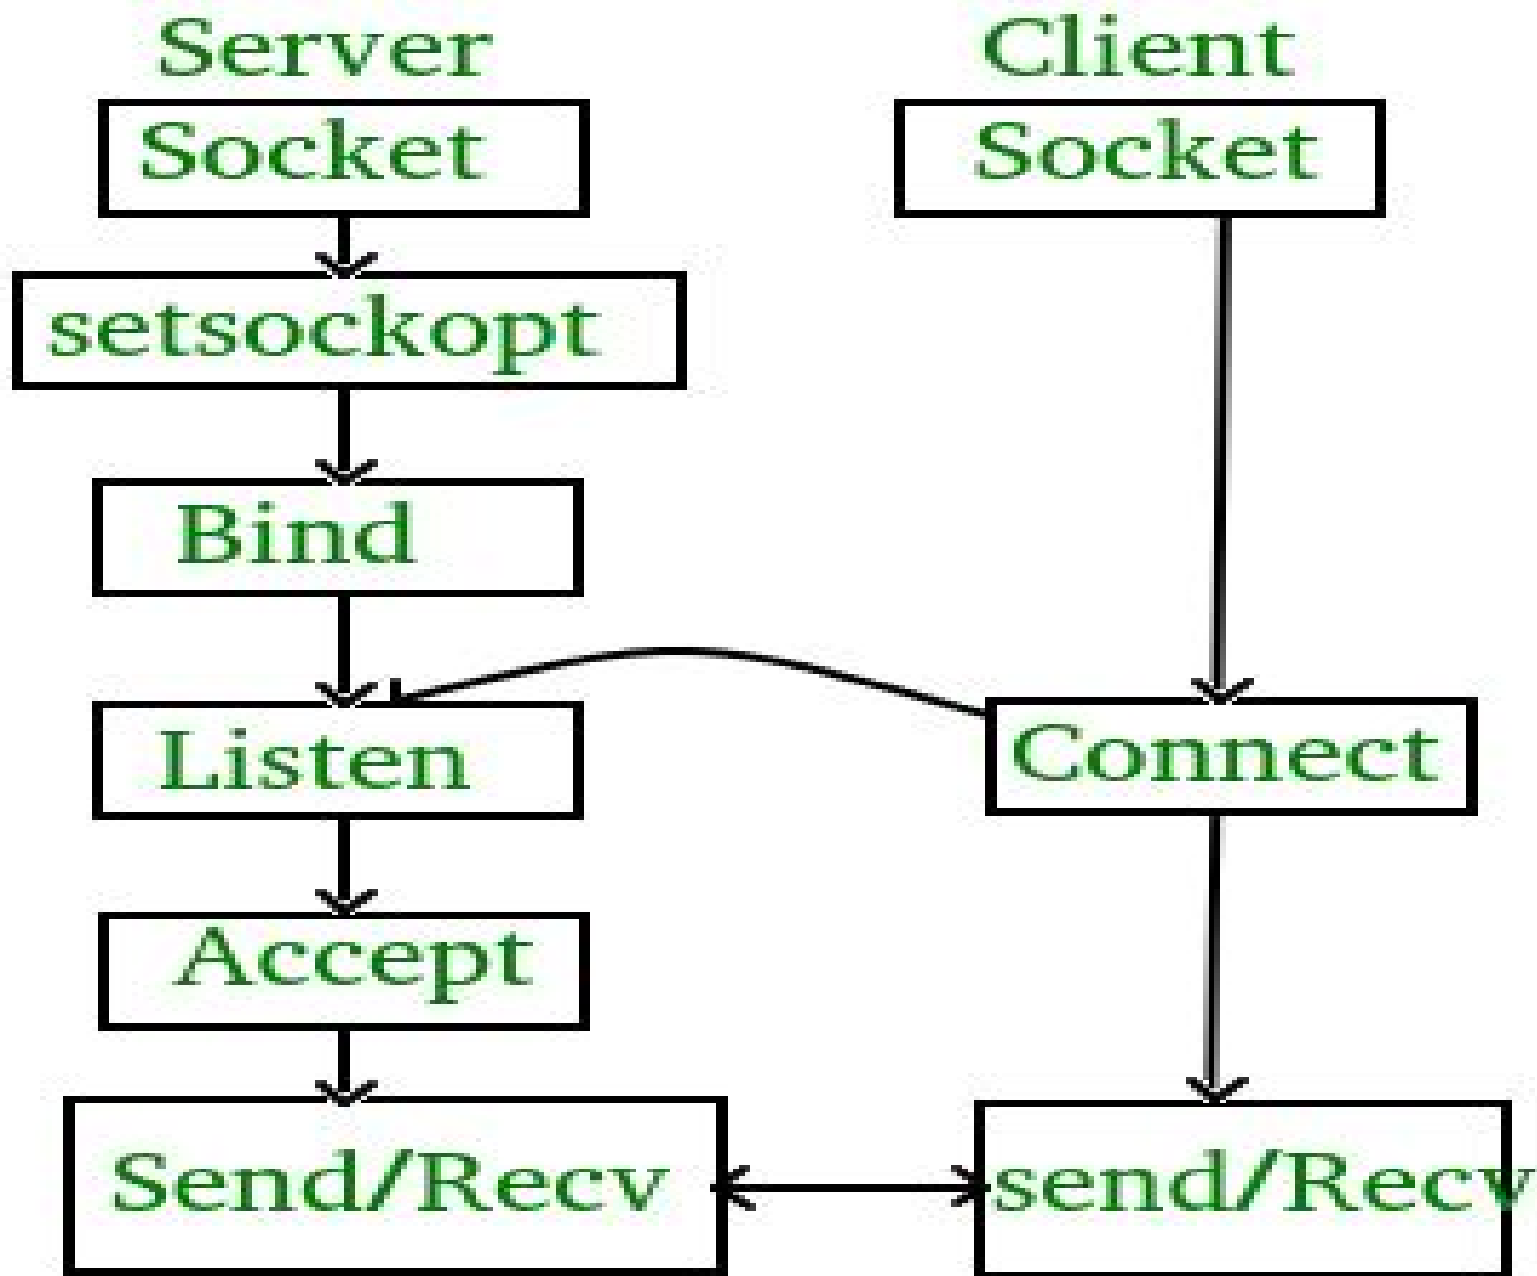 Server
Socket
setsockopt
Bind
Listen
Accept
Send/Recv
Client
Socket
Connect
send/Recv